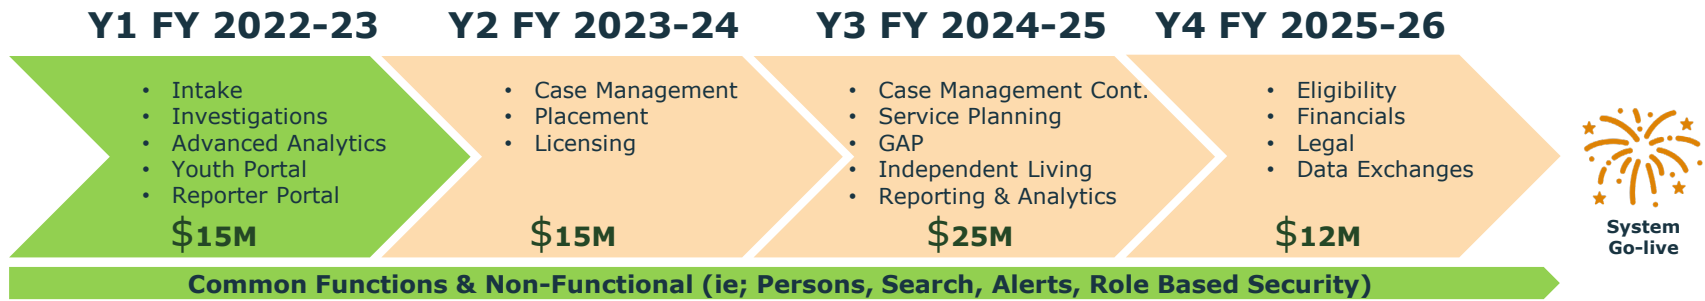 Y1 FY 2022-23
• Intake
• Investigations
• Advanced Analytics
• Youth Portal
• Reporter Portal
$15M
Y2 FY 2023-24
• Case Management
• Placement
• Licensing
$15M
Y3 FY 2024-25
• Case Management Cont.
• Service Planning
• GAP
• Independent Living
• Reporting & Analytics
$25M
Y4 FY 2025-26
• Eligibility
• Financials
• Legal
• Data Exchanges
$12M
System
Go-live
Common Functions & Non-Functional (ie; Persons, Search, Alerts, Role Based Security)